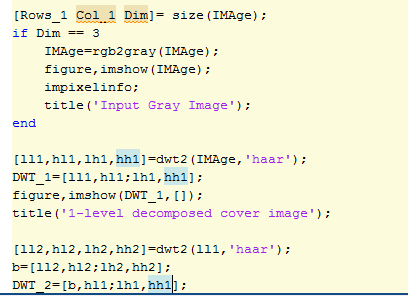 [Rows_1 Col_1 Dim]= size(IMAge);
if Dim == 3
IMAge=rgb2gray(IMAge);
figure,imshow(IMAge);
impixelinfo;
title('Input Gray Image');
end
[ll1,hl1,lh1,hh1]=dwt2(IMAge,'haar');
DWT_1=[ll1,hl1;lh1,hh1];
figure,imshow(DWT_1,[]);
title('1-level decomposed cover image');
[ll2,hl2,lh2,hh2]=dwt2(ll1,'haar');
b=[ll2,hl2;lh2,hh2];
DWT_2=[b,hl1;lh1,hh1];